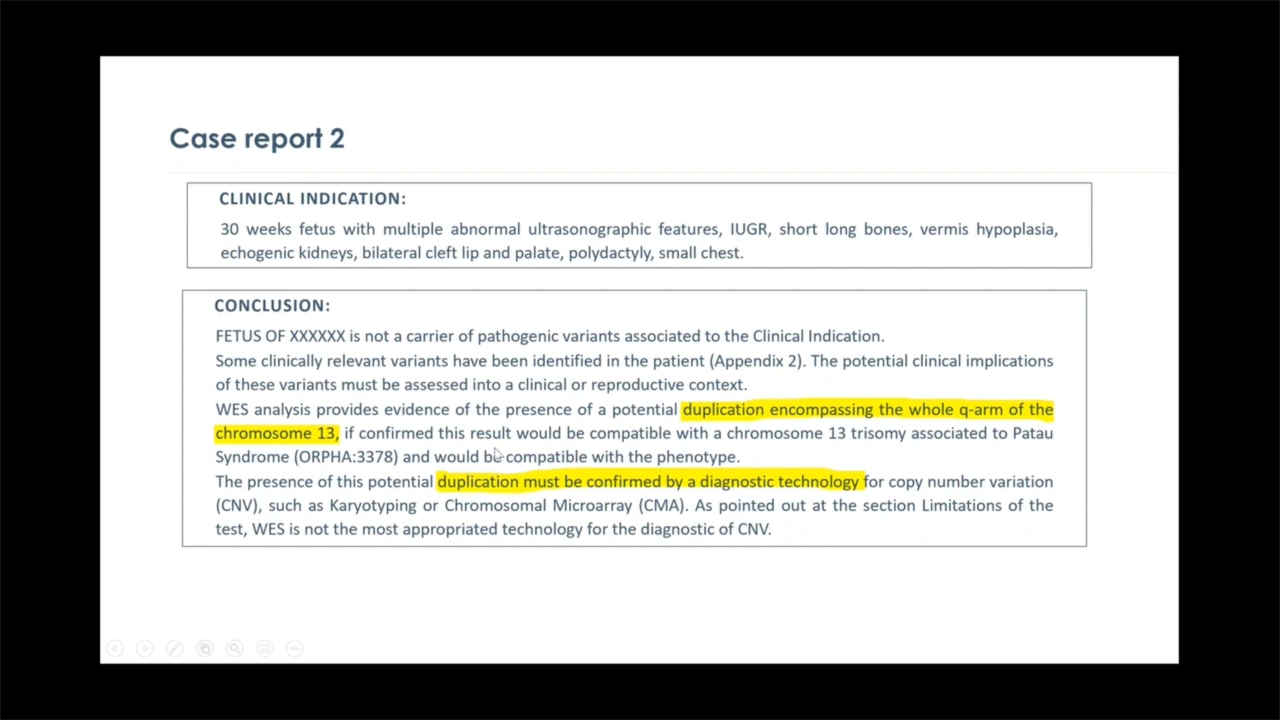 Case report 2
CLINICAL INDICATION:
30 weeks fetus with multiple abnormal ultrasonographic features, IUGR, short long bones, vermis hypoplasia,
echogenic kidneys, bilateral cleft lip and palate, polydactyly, small chest.
CONCLUSION:
FETUS OF XXXXXX is not a carrier of pathogenic variants associated to the Clinical Indication.
Some clinically relevant variants have been identified in the patient (Appendix 2). The potential clinical implications
of these variants must be assessed into a clinical or reproductive context.
WES analysis provides evidence of the presence of a potential duplication encompassing the whole q-arm of the
chromosome 13, if confirmed this result would be compatible with a chromosome 13 trisomy associated to Patau
Syndrome (ORPHA:3378) and would be compatible with the phenotype.
The presence of this potential duplication must be confirmed by a diagnostic technology for copy number variation
(CNV), such as Karyotyping or Chromosomal Microarray (CMA). As pointed out at the section Limitations of the
test, WES is not the most appropriated technology for the diagnostic of CNV.